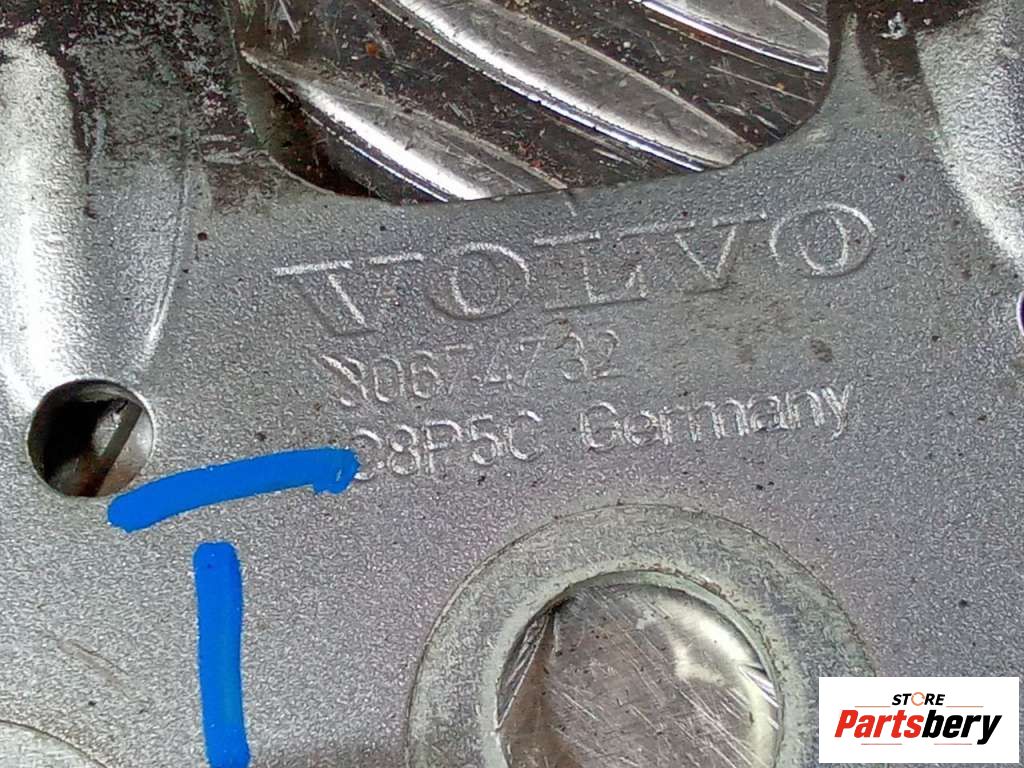 VOLVO
30674732
C8P5C Germany
STORE
Partsbery